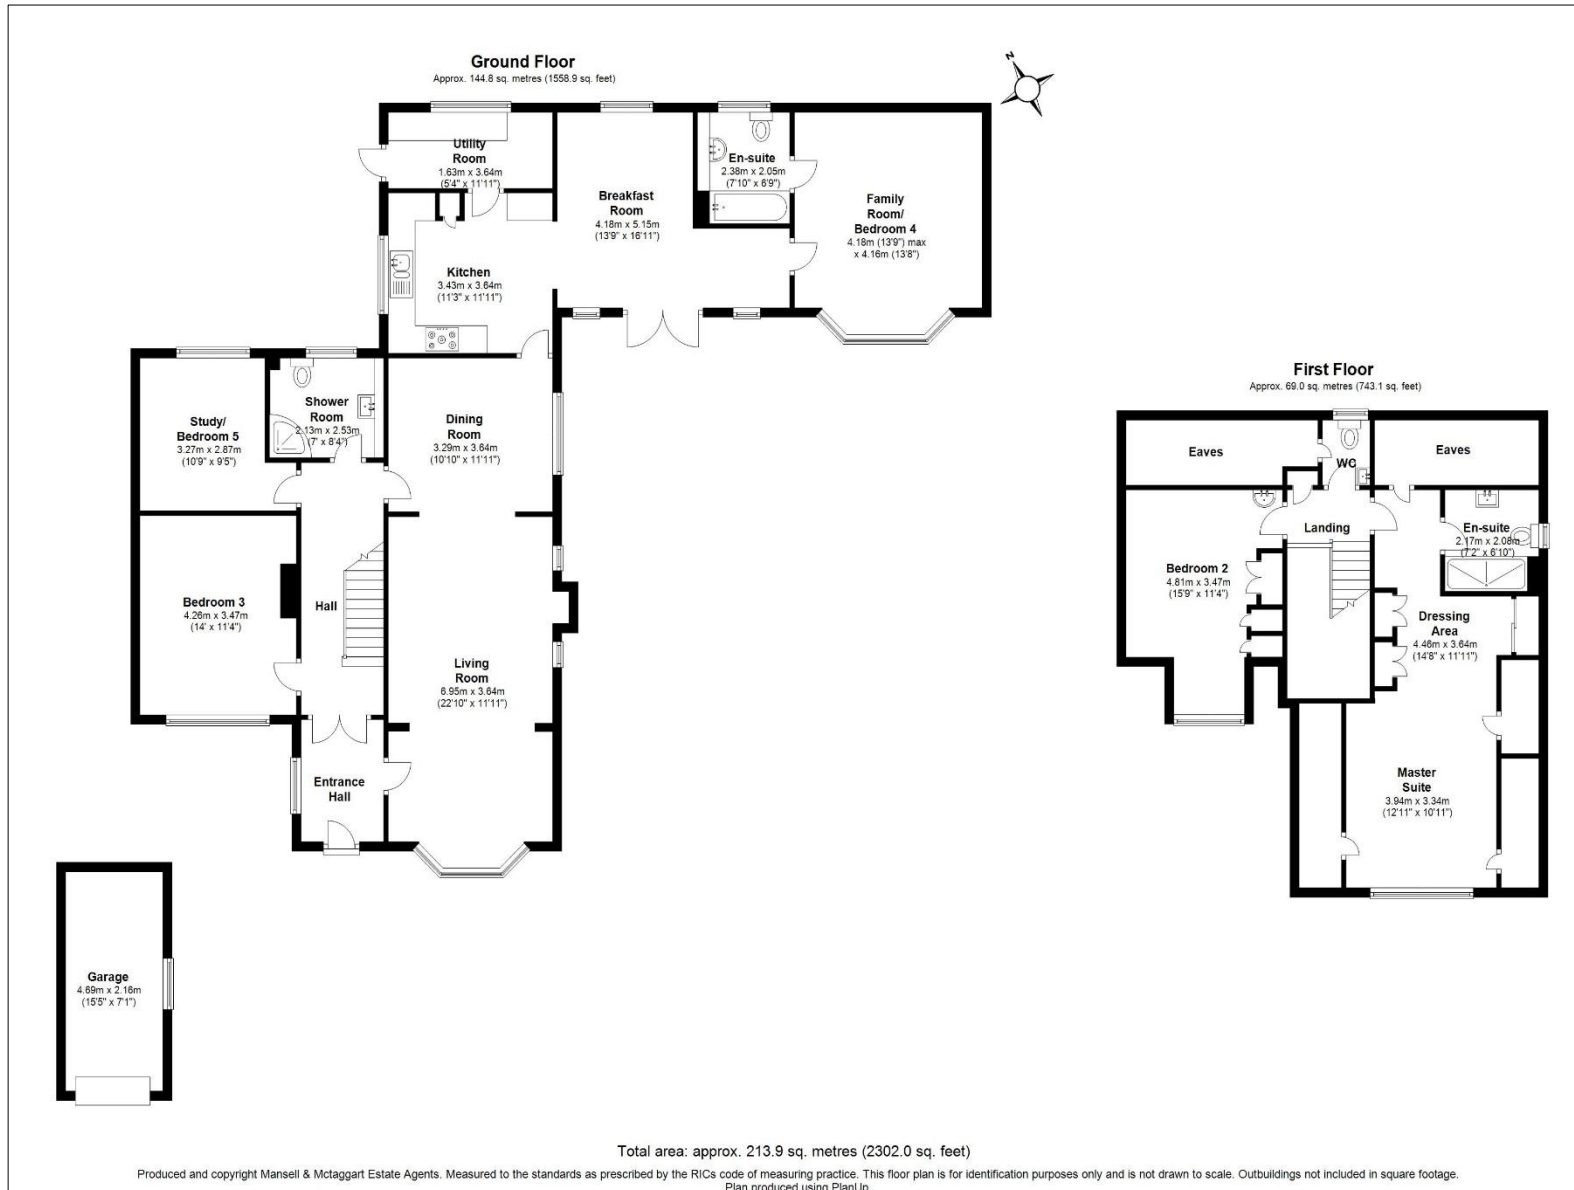 Ground Floor
Approx. 144.8 sq. metres (1558.9 sq. feet)
N
Utility
Room
1.63m x 3.64m
(5'4" x 11'11")
Breakfast
Room
4.18m x 5.15m
(13'9" x 16'11")
En-suite
2.38m x 2.05m
(7'10" x 6'9")
Family
Room/
Bedroom 4
4.18m (13'9") max
x 4.16m (13'8")
Kitchen
3.43m x 3.64m
(11'3" x 11'11")
Study/
Bedroom 5
3.27m x 2.87m
(10'9" x 9'5")
Shower
Room
2.13m x 2.53m
(7' x 8'4")
Dining
Room
3.29m x 3.64m
(10'10" x 11'11")
Bedroom 3
4.26m x 3.47m
(14' x 11'4")
Hall
Living
Room
6.95m x 3.64m
(22'10" x 11'11")
Entrance
Hall
Garage
4.69m x 2.16m
(15'5" x 7'1")
First Floor
Approx. 69.0 sq. metres (743.1 sq. feet)
Eaves
WC
Eaves
Landing
En-suite
2.17m x 2.08m
(7'2" x 6'10")
Bedroom 2
4.81m x 3.47m
(15'9" x 11'4")
Dressing
Area
4.46m x 3.64m
(14'8" x 11'11")
Master
Suite
3.94m x 3.34m
(12'11" x 10'11")
Total area: approx. 213.9 sq. metres (2302.0 sq. feet)
Produced and copyright Mansell & Mctaggart Estate Agents. Measured to the standards as prescribed by the RICs code of measuring practice. This floor plan is for identification purposes only and is not drawn to scale. Outbuildings not included in square footage.
Plan produced using PlanUp.